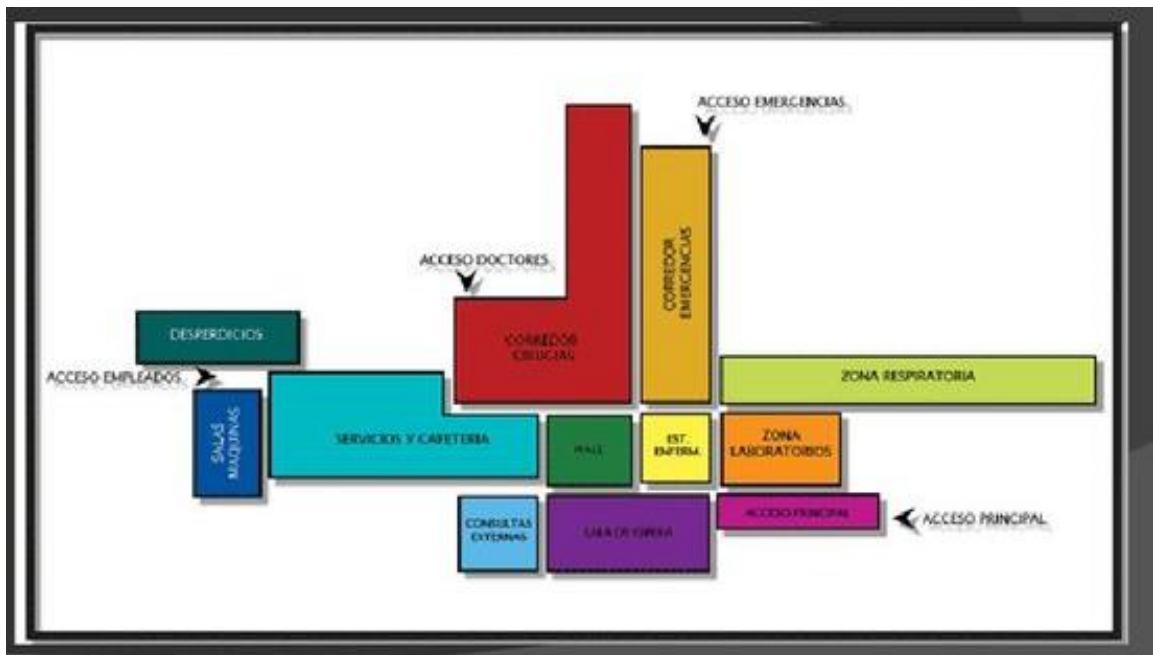 ACCESO EMERGENCIAS
ACCESO DOCTORES
CORREDOR
EMERGENCIAS
DESPERDICIOS
CORREDOR
ACCESO EMPLEADOS
ZONA RESPIRATORIA
SALAS
MAQUINAS
SERVICIOS Y CAFETERIA
EST.
ENFERM.
ZONA
LABORATORIOS
CONSULTAS
EXTERNAS
SALA DE ESPERA
ACCESO PRINCIPAL
ACCESO PRINCIPAL